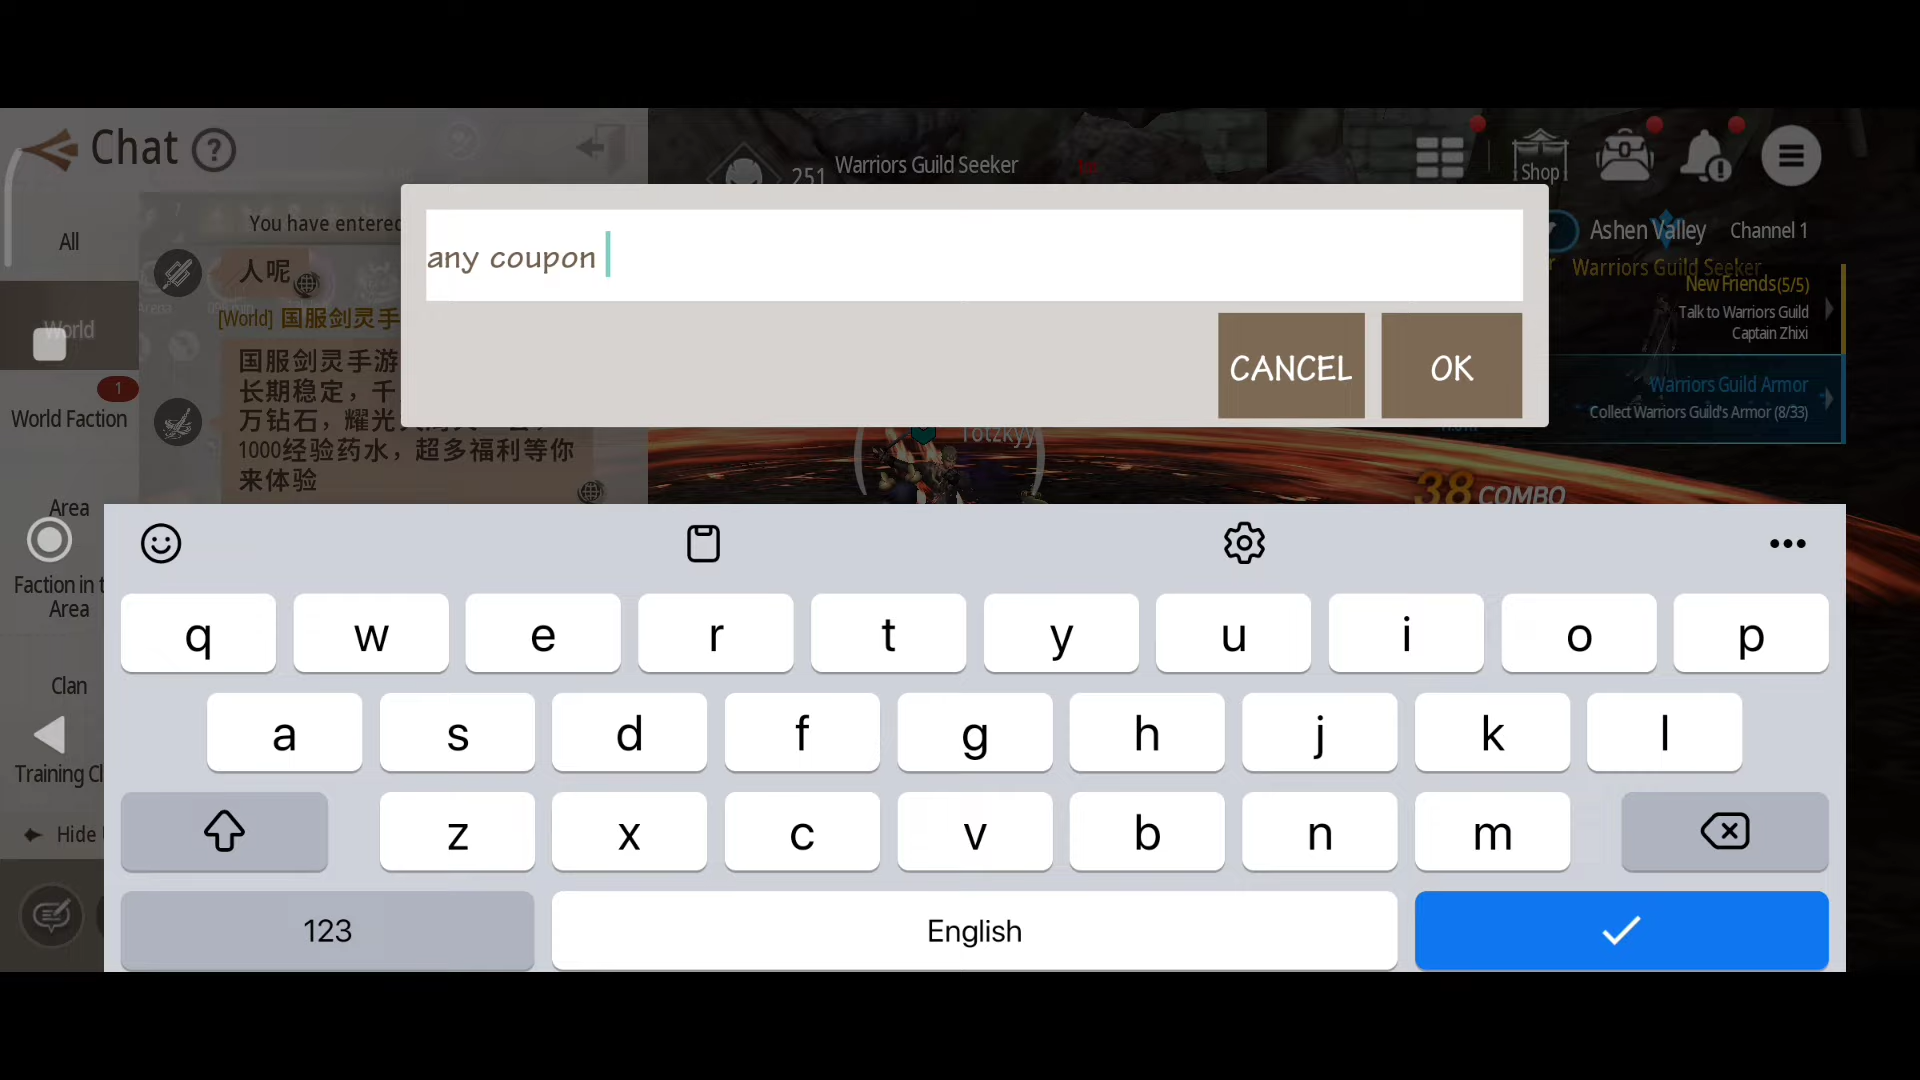 Chat ?
251
Warriors Guild Seeker
Shop
any coupon
CANCEL
OK
You have entered
All
World
1
World Faction
Area
Faction in t
Area
Clan
Training Cl
Hide
人呢
[World] 国服剑灵手
国服剑灵手游
长期稳定，千
万钻石，耀光
1000经验药水，超多福利等你
来体验
Ashen Valley
Channel 1
Warriors Guild Seeker
New Friends(5/5)
Talk to Warriors Guild
Captain Zhixi
Warriors Guild Armor
Collect Warriors Guild's Armor (8/33)
Totzkyy
38 COMBO
q w e r t y u i o p
a s d f g h j k l
z x c v b n m
123
English